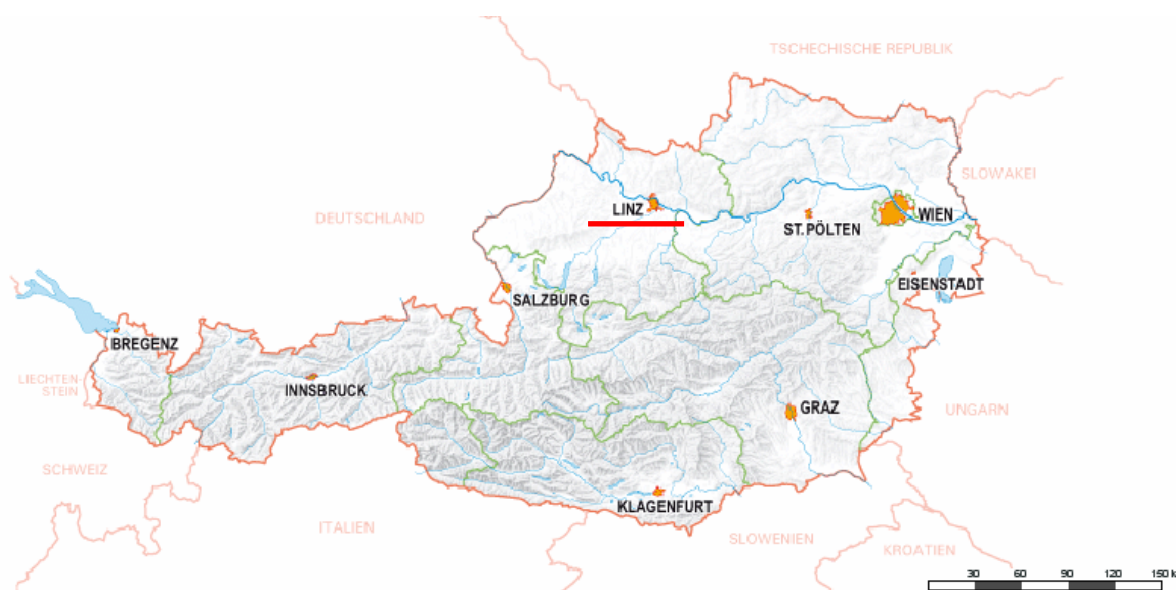 TSCHECHISCHE REPUBLIK
SLOWAKEI
DEUTSCHLAND
LINZ
WIEN
ST.PÖLTEN
EISENSTADT
SALZBURG
BREGENZ
LIECHTEN-
STEIN
INNSBRUCK
GRAZ
UNGARN
SCHWEIZ
KLAGENFURT
ITALIEN
SLOWENIEN
KROATIEN
30 60 90 120 150 k